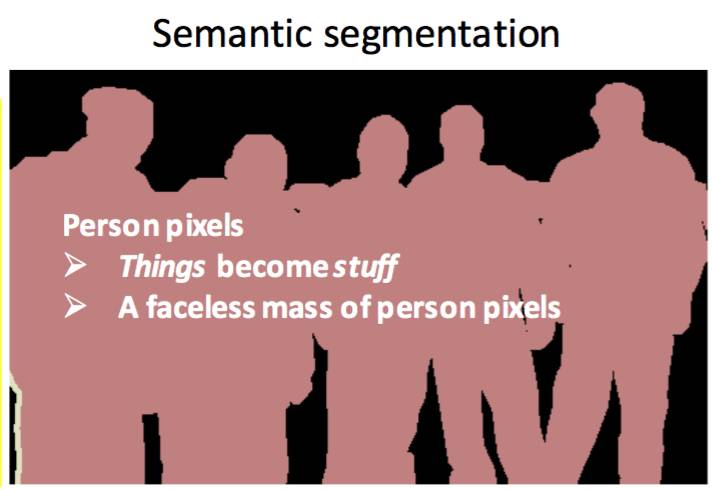 Semantic segmentation
Person pixels
➢ Things become stuff
➢ A faceless mass of person pixels